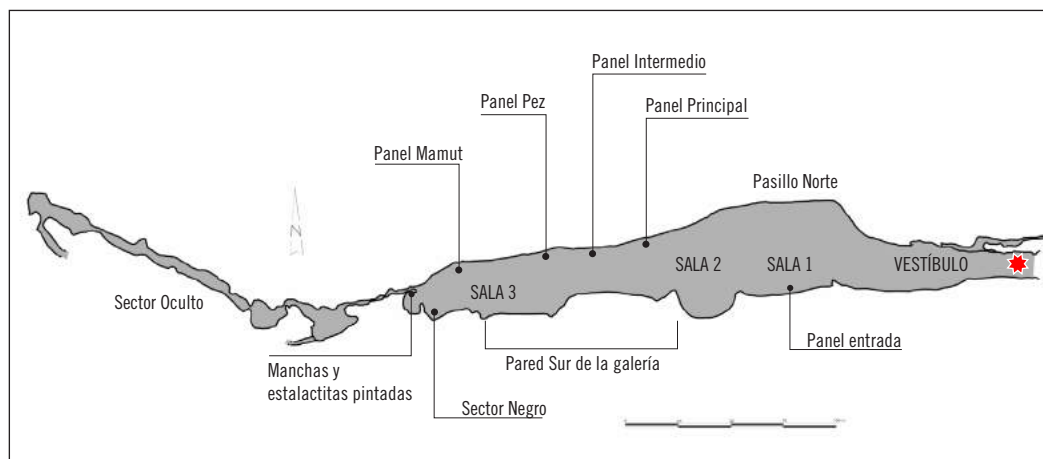 Panel Intermedio
Panel Pez
Panel Principal
Panel Mamut
Pasillo Norte
N
SALA 2
SALA 1
VESTÍBULO
SALA 3
Sector Oculto
Panel entrada
Manchas y
estalactitas pintadas
Pared Sur de la galería
Sector Negro